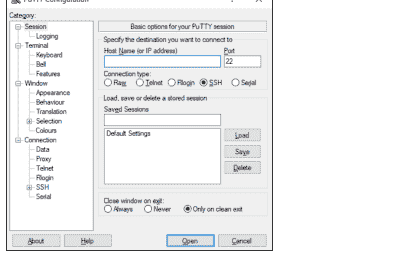 PuTTY Configuration
? ×
Category:
Session
Logging
Terminal
Keyboard
Bell
Features
Window
Appearance
Behaviour
Translation
Selection
Colours
Connection
Data
Proxy
Telnet
Rlogin
SSH
Serial
Basic options for your PuTTY session
Specify the destination you want to connect to
Host Name (or IP address) Port
22
Connection type:
Raw Telnet Rlogin SSH Serial
Load, save or delete a stored session
Saved Sessions
Default Settings
Load
Save
Delete
Close window on exit:
Always Never Only on clean exit
About Help Open Cancel